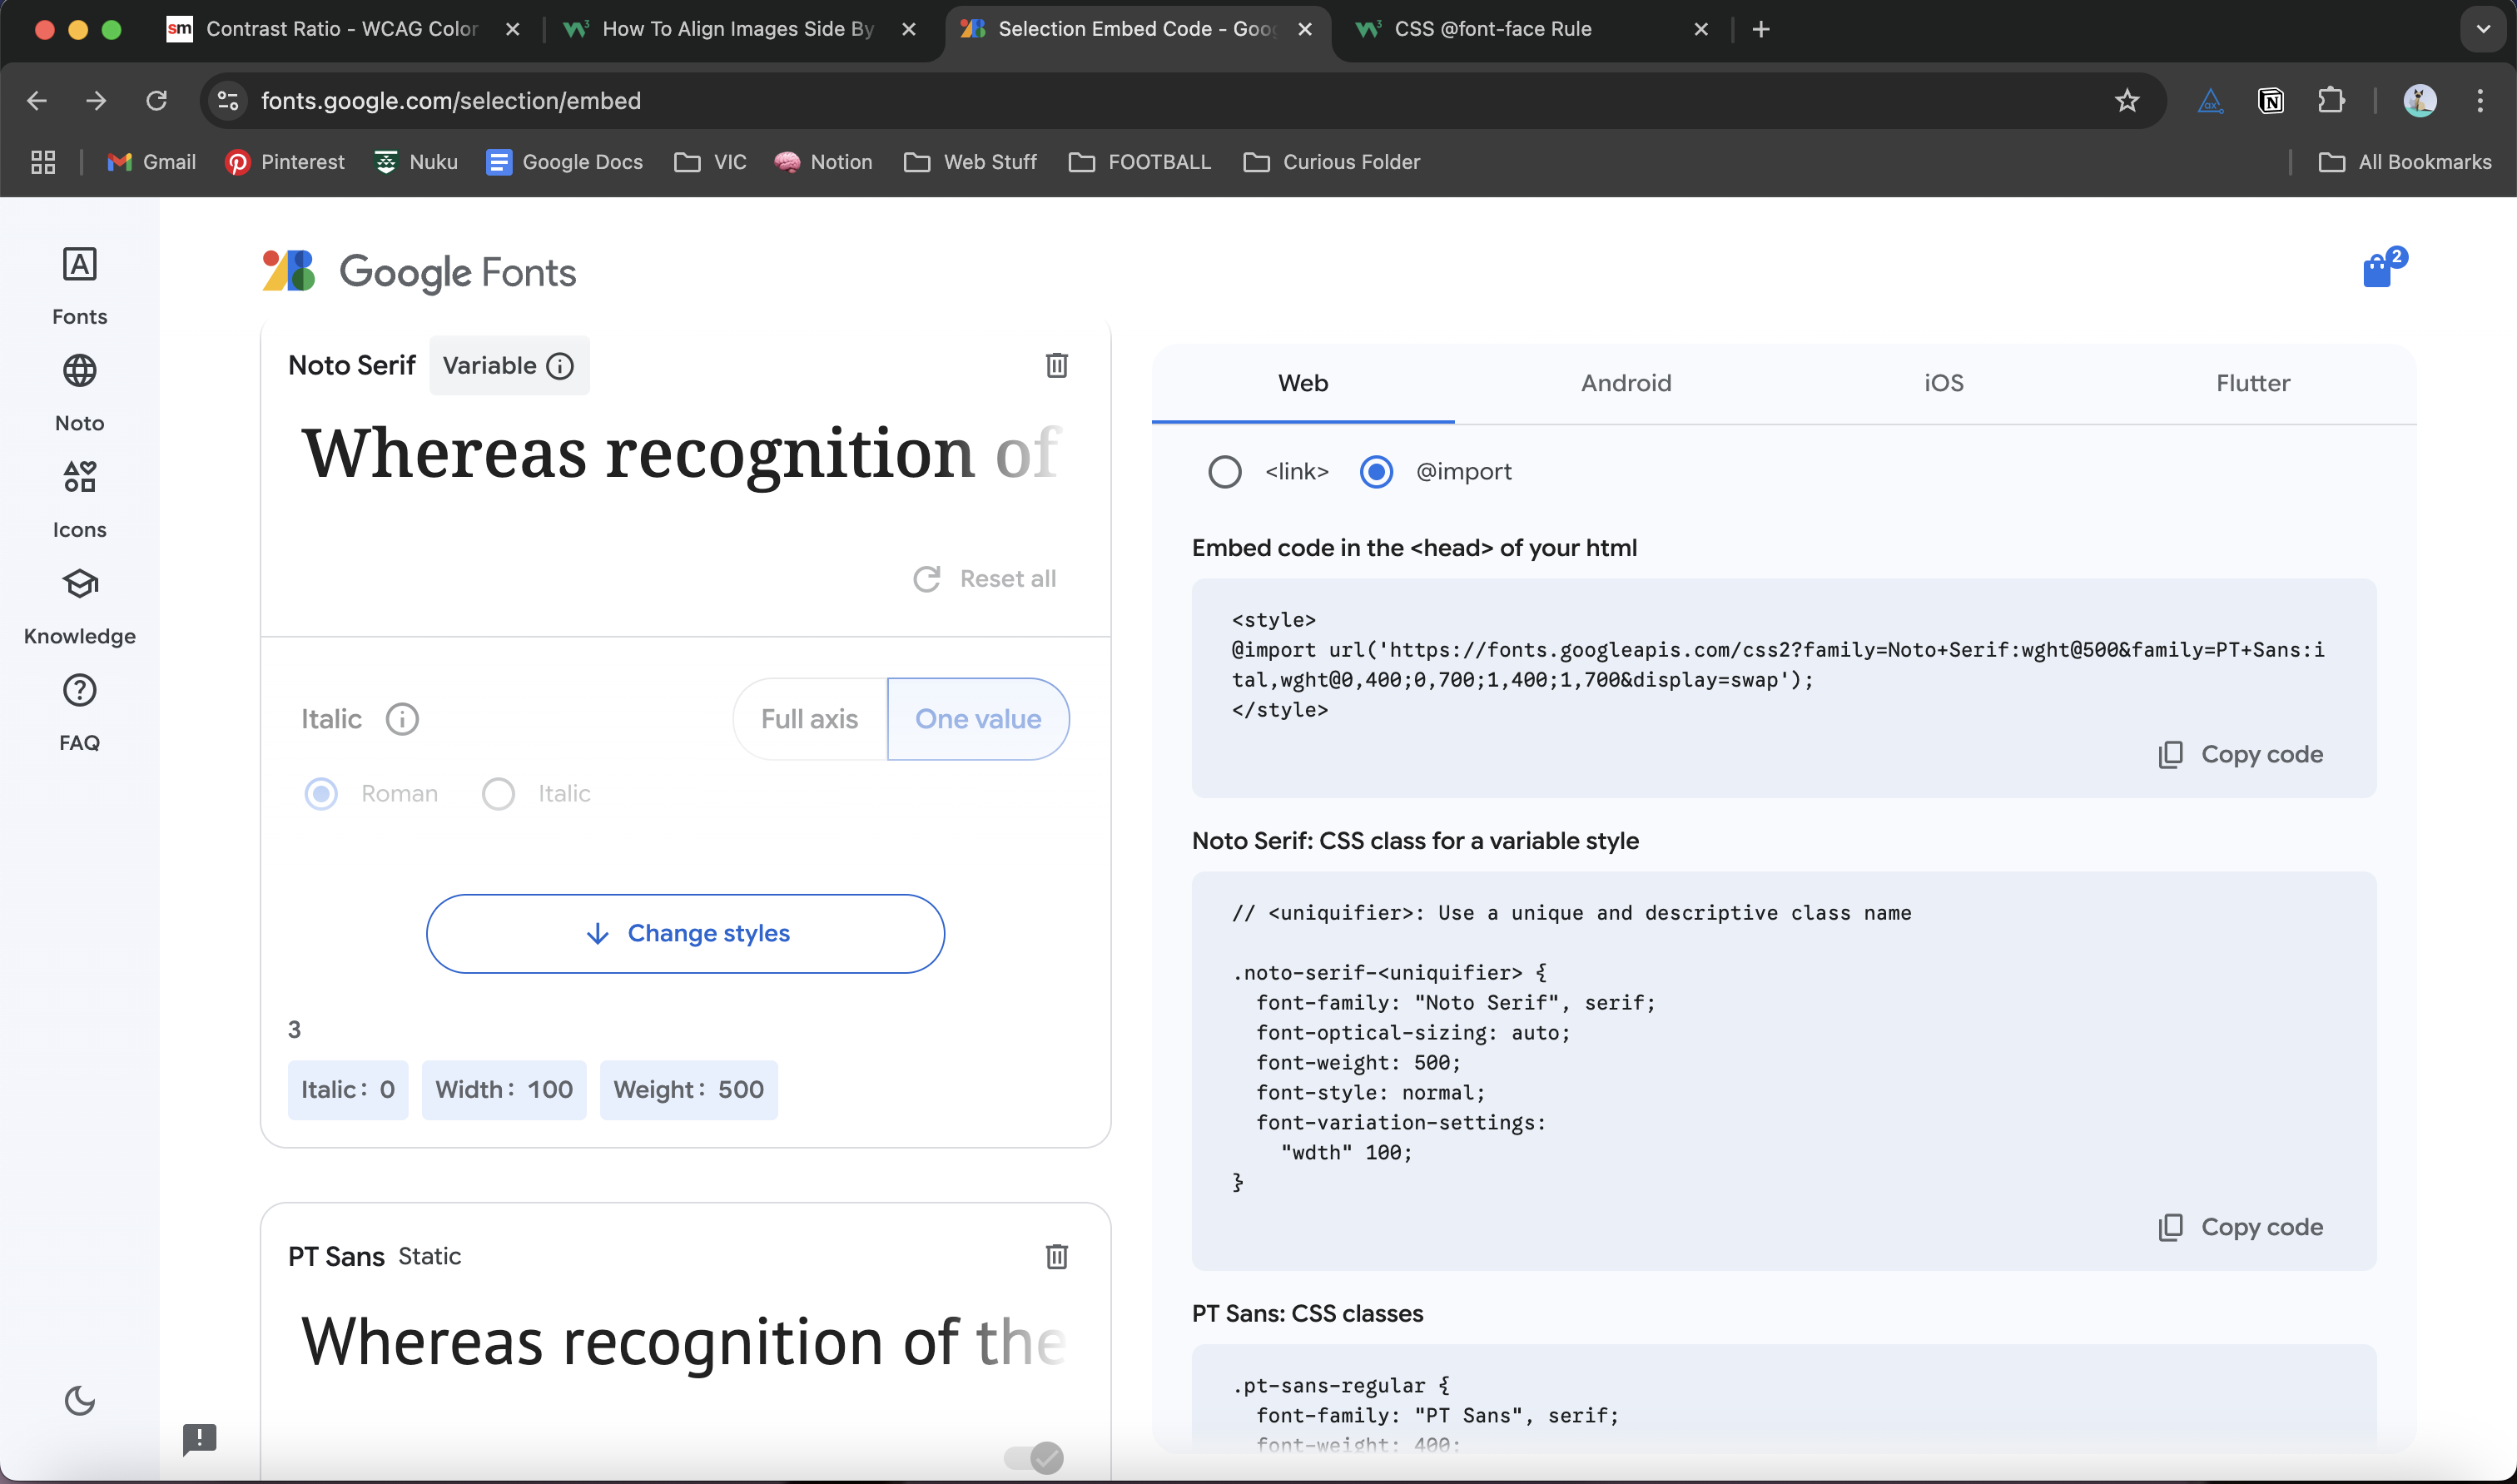 sm Contrast Ratio - WCAG Color
How To Align Images Side By
Selection Embed Code - Goog
CSS @font-face Rule
fonts.google.com/selection/embed
Gmail
Pinterest
Nuku
Google Docs
VIC
Notion
Web Stuff
FOOTBALL
Curious Folder
All Bookmarks
Fonts
Noto
Icons
Knowledge
FAQ
Google Fonts
2
Noto Serif Variable
Whereas recognition of
Reset all
Italic
Full axis One value
Roman Italic
Change styles
3
Italic: 0 Width: 100 Weight: 500
PT Sans Static
Whereas recognition of the
Web Android iOS Flutter
<link> @import
Embed code in the <head> of your html
<style>
@import url('https://fonts.googleapis.com/css2?family=Noto+Serif:wght@500&family=PT+Sans:i
tal,wght@0,400;0,700;1,400;1,700&display=swap');
</style>
Copy code
Noto Serif: CSS class for a variable style
// <uniquifier>: Use a unique and descriptive class name
.noto-serif-<uniquifier> {
font-family: "Noto Serif", serif;
font-optical-sizing: auto;
font-weight: 500;
font-style: normal;
font-variation-settings:
"wdth" 100;
}
Copy code
PT Sans: CSS classes
.pt-sans-regular {
font-family: "PT Sans", serif;
font-weight: 400;